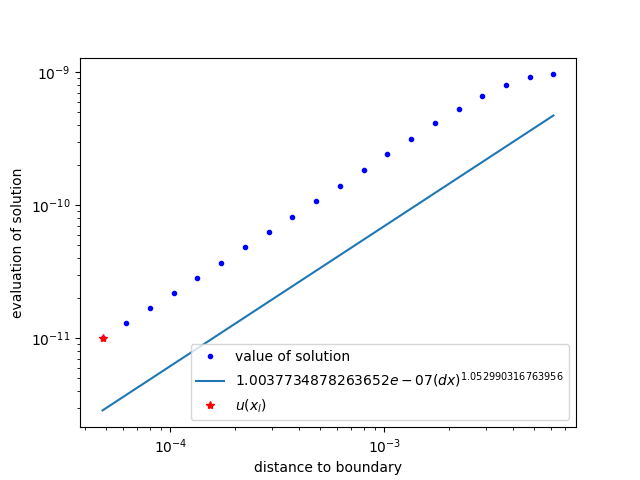 10⁻⁹
10⁻¹⁰
10⁻¹¹
evaluation of solution
value of solution
1.0037734878263652e − 07(dx)^1.052990316763956
u(x_l)
10⁻⁴ 10⁻³
distance to boundary